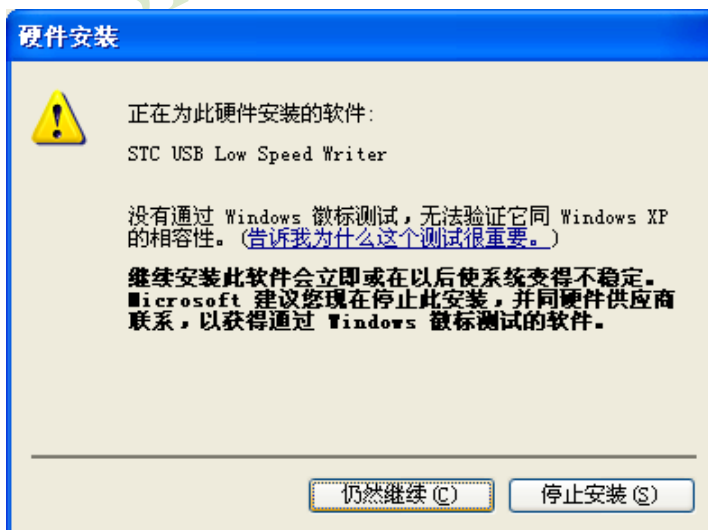 硬件安装
正在为此硬件安装的软件:
STC USB Low Speed Writer
没有通过 Windows 徽标测试，无法验证它同 Windows XP
的相容性。(告诉我为什么这个测试很重要。)
继续安装此软件会立即或在以后使系统变得不稳定。
Microsoft 建议您现在停止此安装，并同硬件供应商
联系，以获得通过 Windows 徽标测试的软件。
仍然继续(C) 停止安装(S)